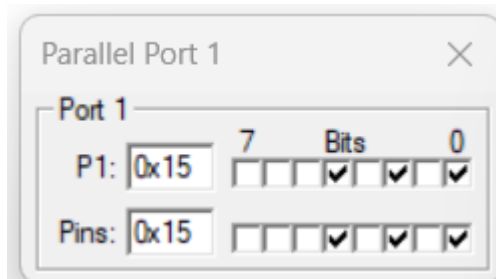 Parallel Port 1
Port 1
7 Bits 0
P1: 0x15
Pins: 0x15